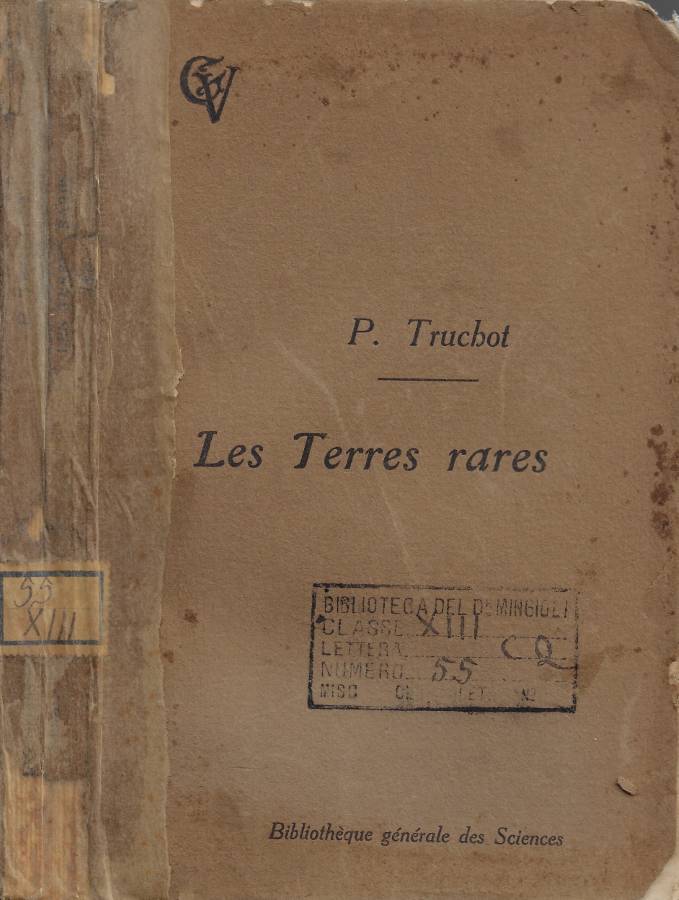 P. Truchot
Les Terres rares
55
XIII
BIBLIOTECA DEL DEMINGIOLI
CLASSE XIII
LETTERA CQ
NUMERO 55
MISC
Bibliothèque générale des Sciences